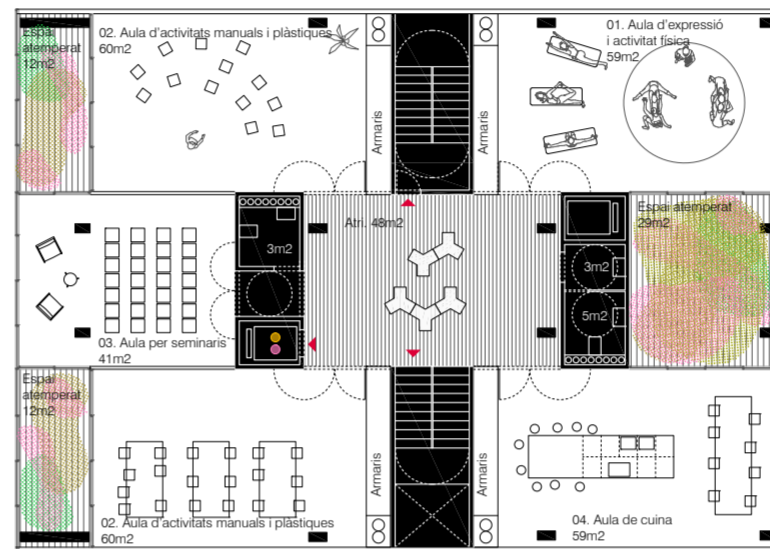 Espai
atemperat
12m2
02. Aula d'activitats manuals i plàstiques
60m2
01. Aula d'expressió
i activitat física
59m2
Armaris
Armaris
Atri. 48m2
3m2
Espai atemperat
29m2
3m2
5m2
03. Aula per seminaris
41m2
Espai
atemperat
12m2
02. Aula d'activitats manuals i plàstiques
60m2
Armaris
Armaris
04. Aula de cuina
59m2